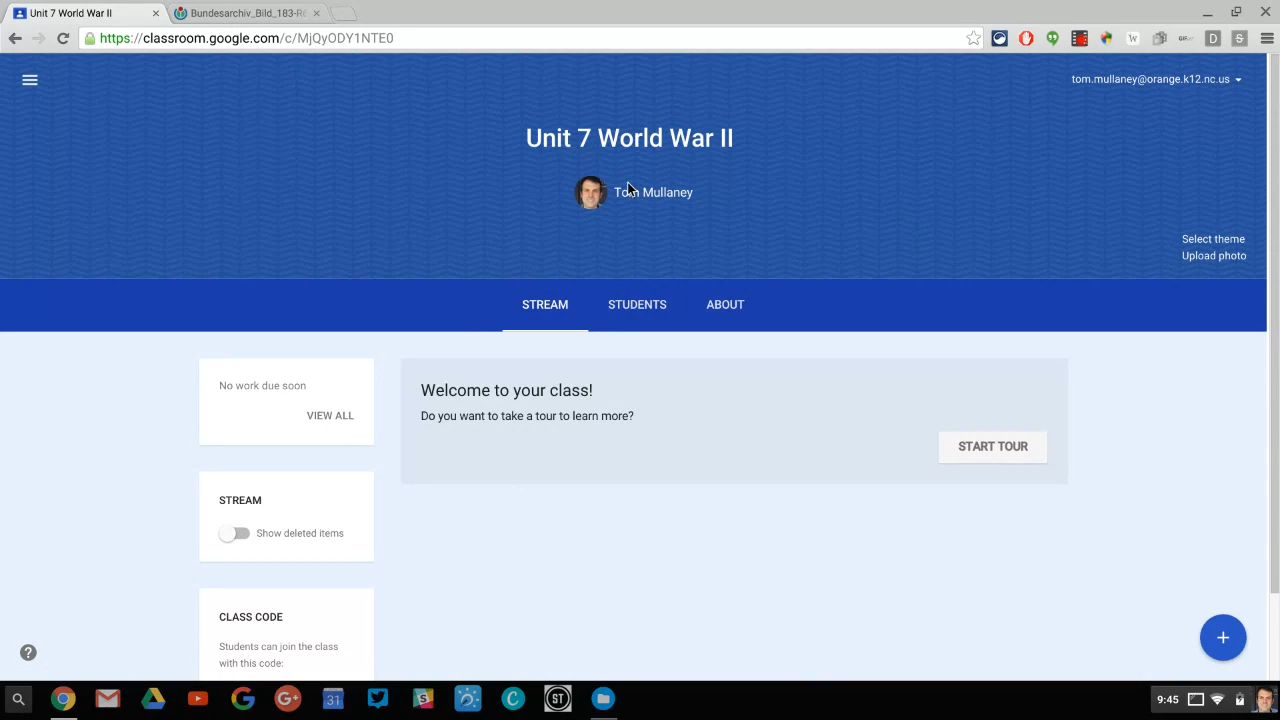 Unit 7 World War II
Bundesarchiv_Bild_183-R
https://classroom.google.com/c/MjQyODY1NTE0
tom.mullaney@orange.k12.nc.us
Unit 7 World War II
Tom Mullaney
Select theme
Upload photo
STREAM STUDENTS ABOUT
No work due soon
VIEW ALL
Welcome to your class!
Do you want to take a tour to learn more?
START TOUR
STREAM
Show deleted items
CLASS CODE
Students can join the class
with this code:
31
ST
9:45